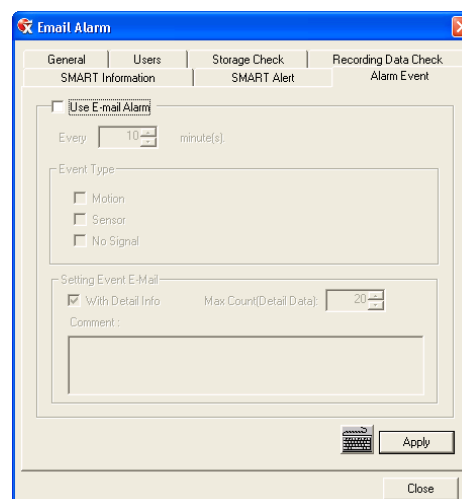 Email Alarm
General Users Storage Check Recording Data Check
SMART Information SMART Alert Alarm Event
Use E-mail Alarm
Every 10 minute(s).
Event Type
Motion
Sensor
No Signal
Setting Event E-Mail
With Detail Info Max Count(Detail Data): 20
Comment :
Apply
Close